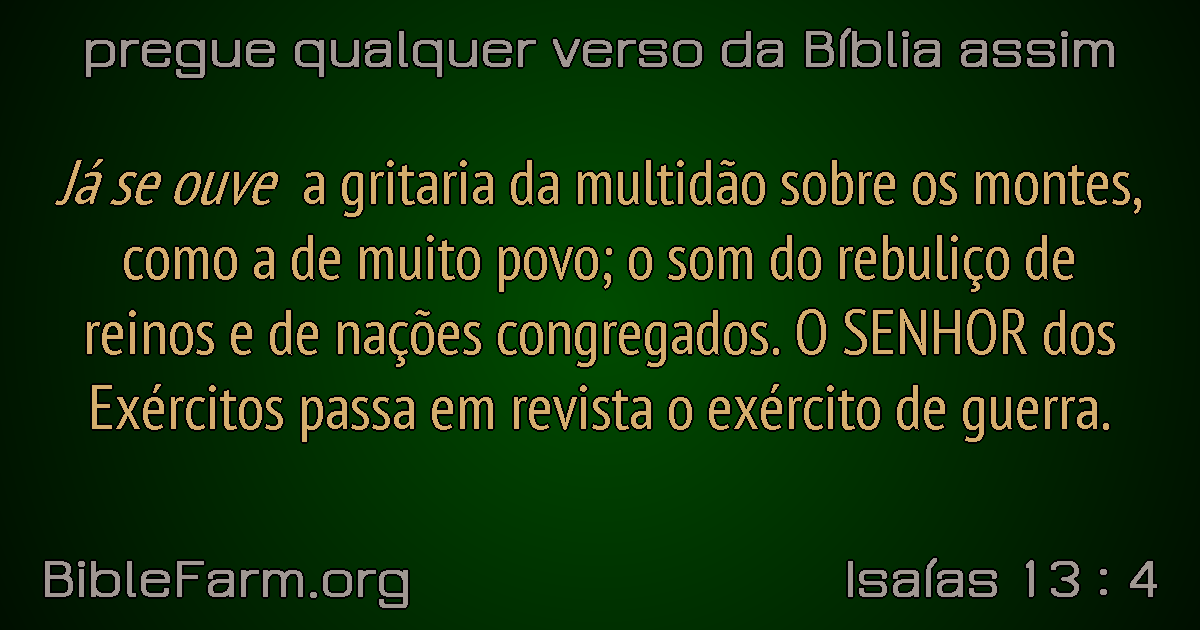 pregue qualquer verso da Bíblia assim
Já se ouve a gritaria da multidão sobre os montes,
como a de muito povo; o som do rebuliço de
reinos e de nações congregados. O SENHOR dos
Exércitos passa em revista o exército de guerra.
BibleFarm.org
Isaías 13 : 4